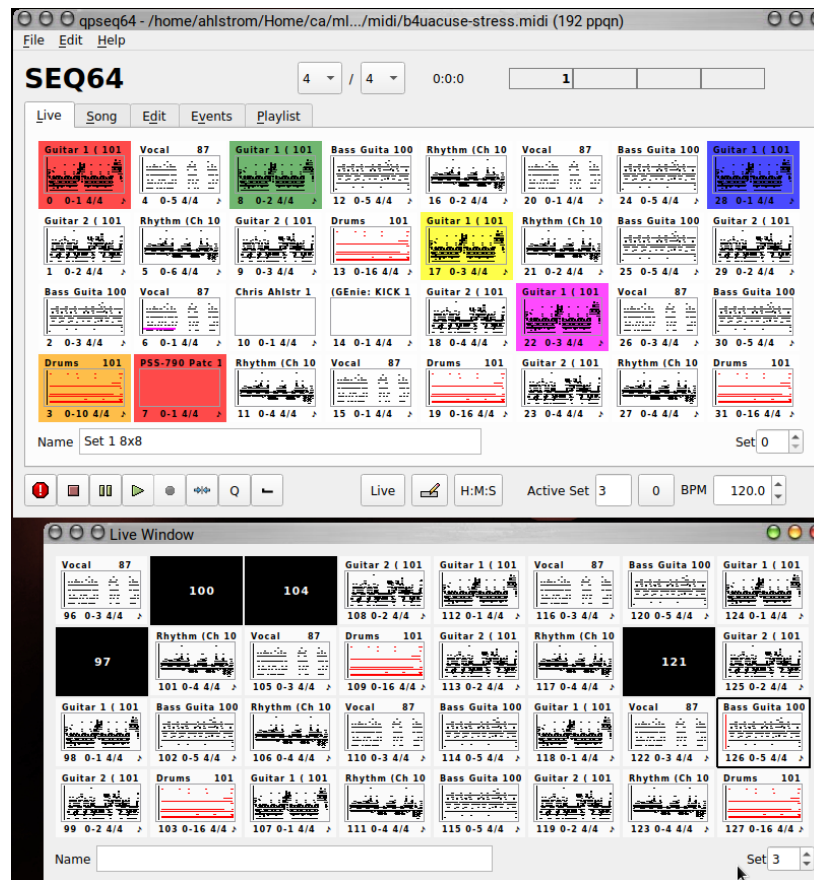 qpseq64 - /home/ahlstrom/Home/ca/ml.../midi/b4uacuse-stress.midi (192 ppqn)
File Edit Help
SEQ64 4 / 4 0:0:0 1
Live Song Edit Events Playlist
Guitar 1 ( 101 Vocal 87 Guitar 1 ( 101 Bass Guita 100 Rhythm (Ch 10 Vocal 87 Bass Guita 100 Guitar 1 ( 101
0 0-1 4/4 ♪ 4 0-5 4/4 ♪ 8 0-2 4/4 ♪ 12 0-5 4/4 ♪ 16 0-2 4/4 ♪ 20 0-1 4/4 ♪ 24 0-5 4/4 ♪ 28 0-1 4/4 ♪
Guitar 2 ( 101 Rhythm (Ch 10 Guitar 2 ( 101 Drums 101 Guitar 1 ( 101 Rhythm (Ch 10 Bass Guita 100 Guitar 2 ( 101
1 0-2 4/4 ♪ 5 0-6 4/4 ♪ 9 0-3 4/4 ♪ 13 0-16 4/4 ♪ 17 0-3 4/4 ♪ 21 0-2 4/4 ♪ 25 0-5 4/4 ♪ 29 0-2 4/4 ♪
Bass Guita 100 Vocal 87 Chris Ahlstr 1 (GEnie: KICK 1 Guitar 2 ( 101 Guitar 1 ( 101 Vocal 87 Bass Guita 100
2 0-3 4/4 ♪ 6 0-1 4/4 ♪ 10 0-1 4/4 ♪ 14 0-1 4/4 ♪ 18 0-4 4/4 ♪ 22 0-3 4/4 ♪ 26 0-3 4/4 ♪ 30 0-5 4/4 ♪
Drums 101 PSS-790 Patc 1 Rhythm (Ch 10 Vocal 87 Drums 101 Guitar 2 ( 101 Rhythm (Ch 10 Drums 101
3 0-10 4/4 ♪ 7 0-1 4/4 ♪ 11 0-4 4/4 ♪ 15 0-1 4/4 ♪ 19 0-16 4/4 ♪ 23 0-4 4/4 ♪ 27 0-4 4/4 ♪ 31 0-16 4/4 ♪
Name Set 1 8x8 Set 0
Q Live H:M:S Active Set 3 0 BPM 120.0
Live Window
Vocal 87 100 104 Guitar 2 ( 101 Guitar 1 ( 101 Vocal 87 Bass Guita 100 Guitar 1 ( 101
96 0-3 4/4 ♪ 108 0-2 4/4 ♪ 112 0-1 4/4 ♪ 116 0-3 4/4 ♪ 120 0-5 4/4 ♪ 124 0-1 4/4 ♪
97 Rhythm (Ch 10 Vocal 87 Drums 101 Guitar 2 ( 101 Rhythm (Ch 10 121 Guitar 2 ( 101
101 0-4 4/4 ♪ 105 0-3 4/4 ♪ 109 0-16 4/4 ♪ 113 0-2 4/4 ♪ 117 0-4 4/4 ♪ 125 0-2 4/4 ♪
Guitar 1 ( 101 Bass Guita 100 Rhythm (Ch 10 Vocal 87 Bass Guita 100 Guitar 1 ( 101 Vocal 87 Bass Guita 100
98 0-1 4/4 ♪ 102 0-5 4/4 ♪ 106 0-4 4/4 ♪ 110 0-3 4/4 ♪ 114 0-5 4/4 ♪ 118 0-1 4/4 ♪ 122 0-3 4/4 ♪ 126 0-5 4/4 ♪
Guitar 2 ( 101 Drums 101 Guitar 1 ( 101 Rhythm (Ch 10 Bass Guita 100 Guitar 2 ( 101 Rhythm (Ch 10 Drums 101
99 0-2 4/4 ♪ 103 0-16 4/4 ♪ 107 0-1 4/4 ♪ 111 0-4 4/4 ♪ 115 0-5 4/4 ♪ 119 0-2 4/4 ♪ 123 0-4 4/4 ♪ 127 0-16 4/4 ♪
Name Set 3